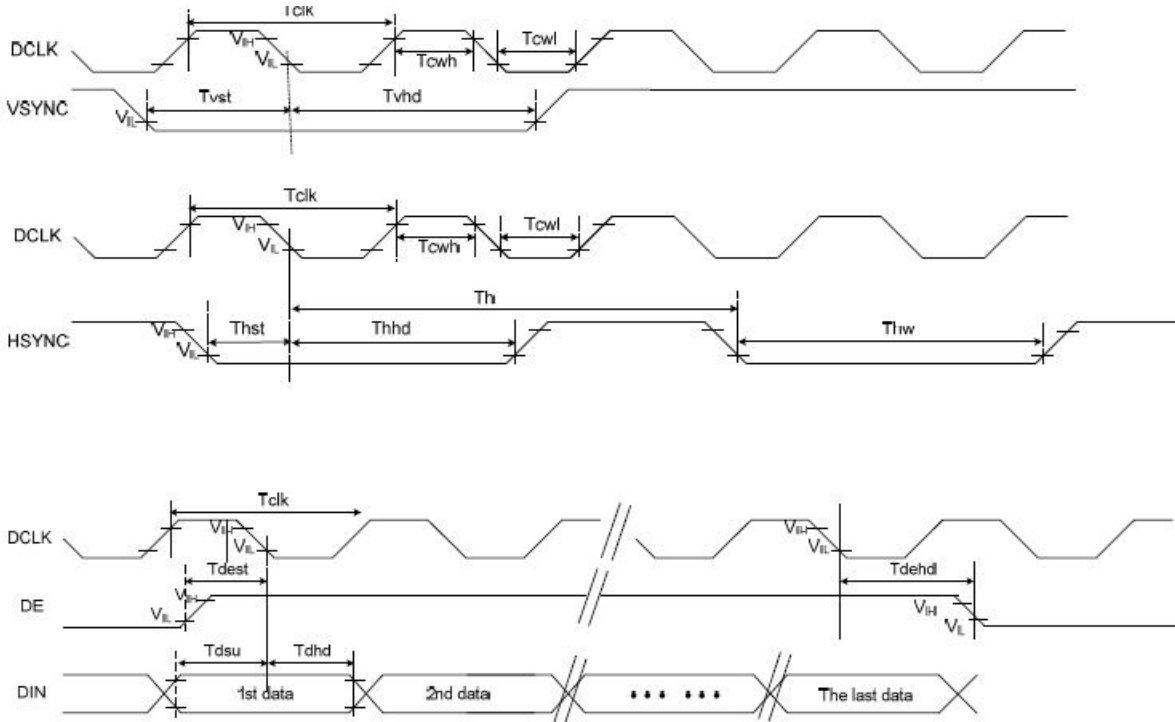 Tclk
DCLK
VIH
VIL
Tcwh
Tcwl
VSYNC
VIL
Tvst
Tvhd
Tclk
DCLK
VIH
VIL
Tcwh
Tcwl
Th
HSYNC
VIH
VIL
Thst
Thhd
Thw
Tclk
DCLK
VIH
VIL
VIH
VIL
Tdest
Tdehdl
DE
VIH
VIL
VIH
VIL
Tdsu
Tdhd
DIN
1st data
2nd data
The last data